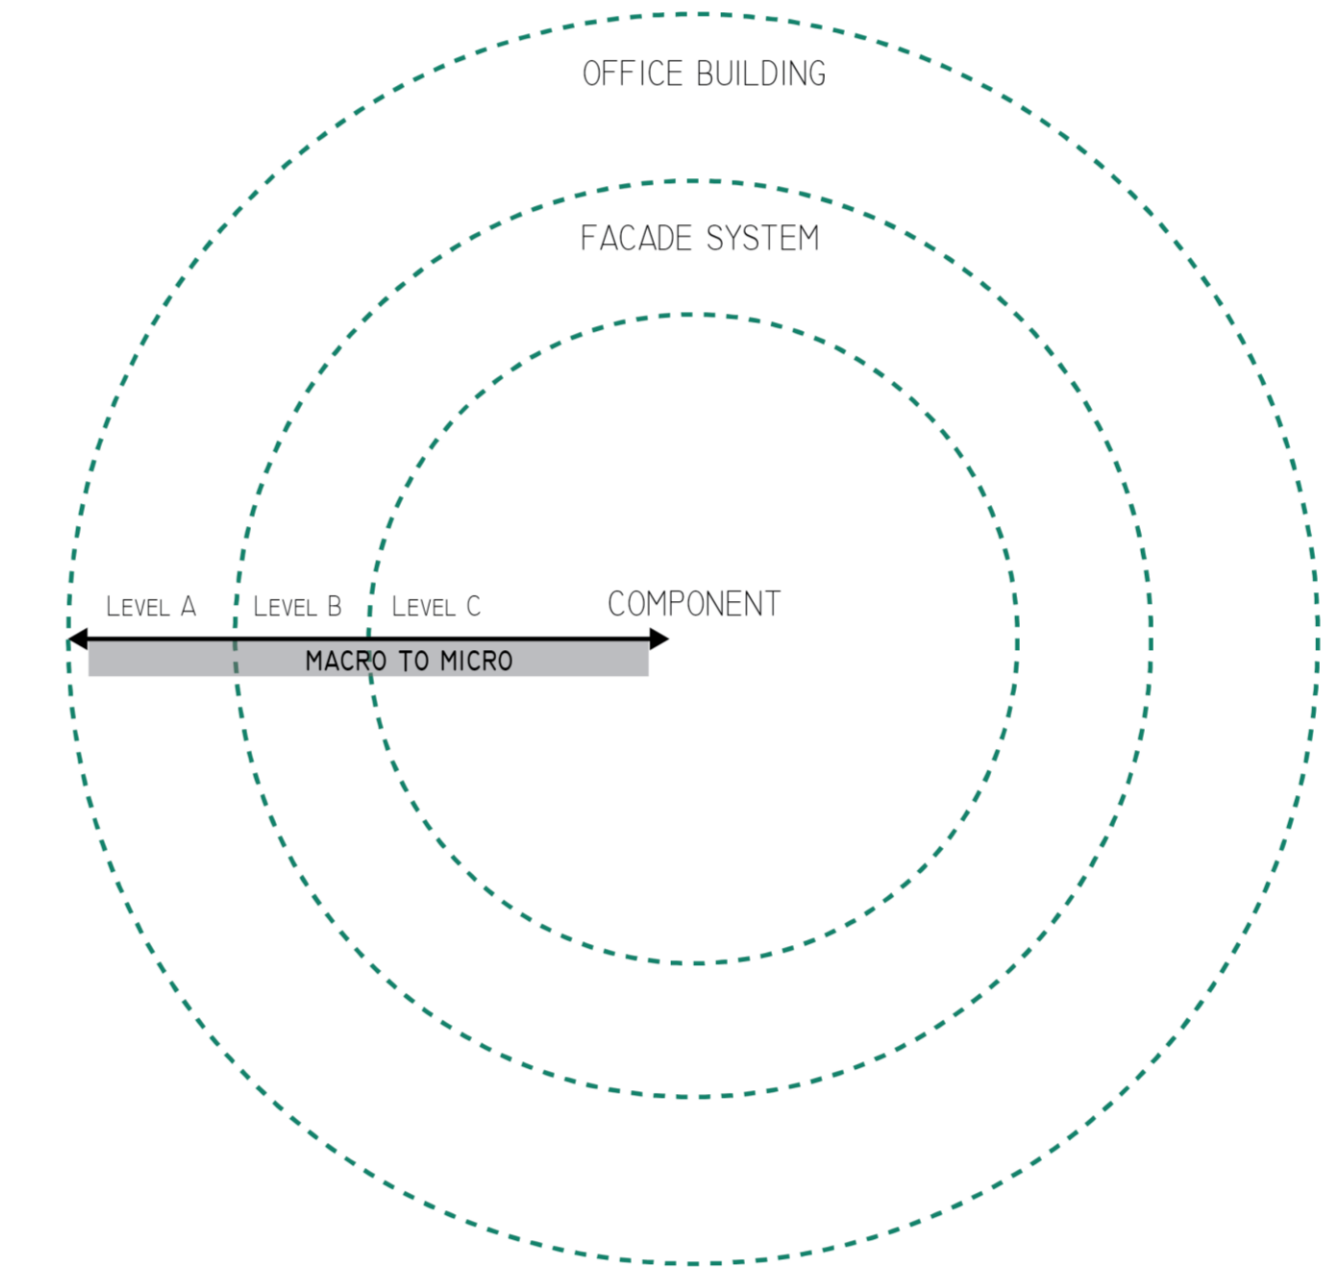 OFFICE BUILDING
FACADE SYSTEM
LEVEL A LEVEL B LEVEL C COMPONENT
MACRO TO MICRO